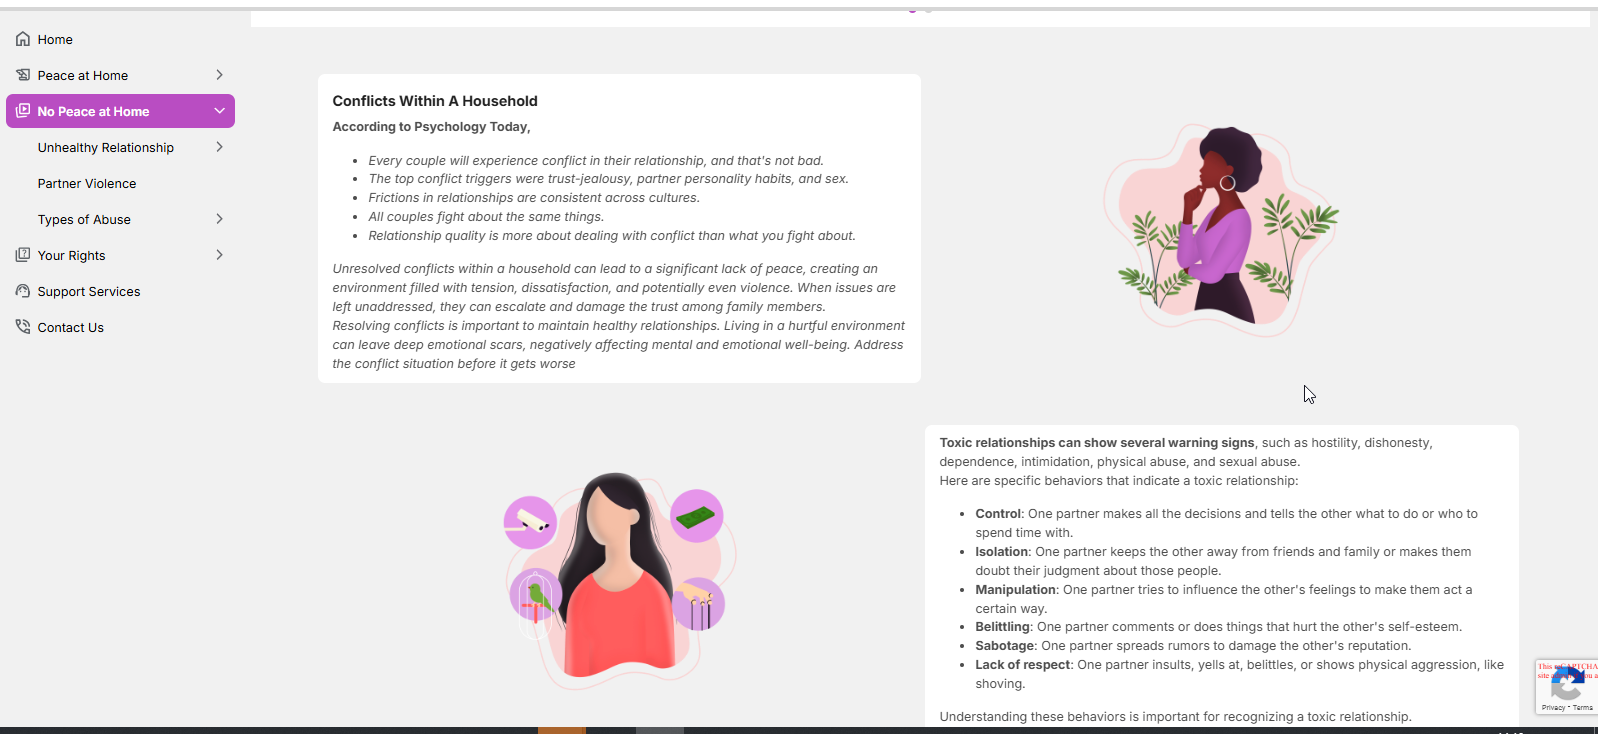 Home
Peace at Home
No Peace at Home
Unhealthy Relationship
Partner Violence
Types of Abuse
Your Rights
Support Services
Contact Us
Conflicts Within A Household
According to Psychology Today,
• Every couple will experience conflict in their relationship, and that's not bad.
• The top conflict triggers were trust-jealousy, partner personality habits, and sex.
• Frictions in relationships are consistent across cultures.
• All couples fight about the same things.
• Relationship quality is more about dealing with conflict than what you fight about.
Unresolved conflicts within a household can lead to a significant lack of peace, creating an
environment filled with tension, dissatisfaction, and potentially even violence. When issues are
left unaddressed, they can escalate and damage the trust among family members.
Resolving conflicts is important to maintain healthy relationships. Living in a hurtful environment
can leave deep emotional scars, negatively affecting mental and emotional well-being. Address
the conflict situation before it gets worse
Toxic relationships can show several warning signs, such as hostility, dishonesty,
dependence, intimidation, physical abuse, and sexual abuse.
Here are specific behaviors that indicate a toxic relationship:
• Control: One partner makes all the decisions and tells the other what to do or who to
spend time with.
• Isolation: One partner keeps the other away from friends and family or makes them
doubt their judgment about those people.
• Manipulation: One partner tries to influence the other's feelings to make them act a
certain way.
• Belittling: One partner comments or does things that hurt the other's self-esteem.
• Sabotage: One partner spreads rumors to damage the other's reputation.
• Lack of respect: One partner insults, yells at, belittles, or shows physical aggression, like
shoving.
Understanding these behaviors is important for recognizing a toxic relationship.
This reCAPTCHA
site
Privacy - Terms